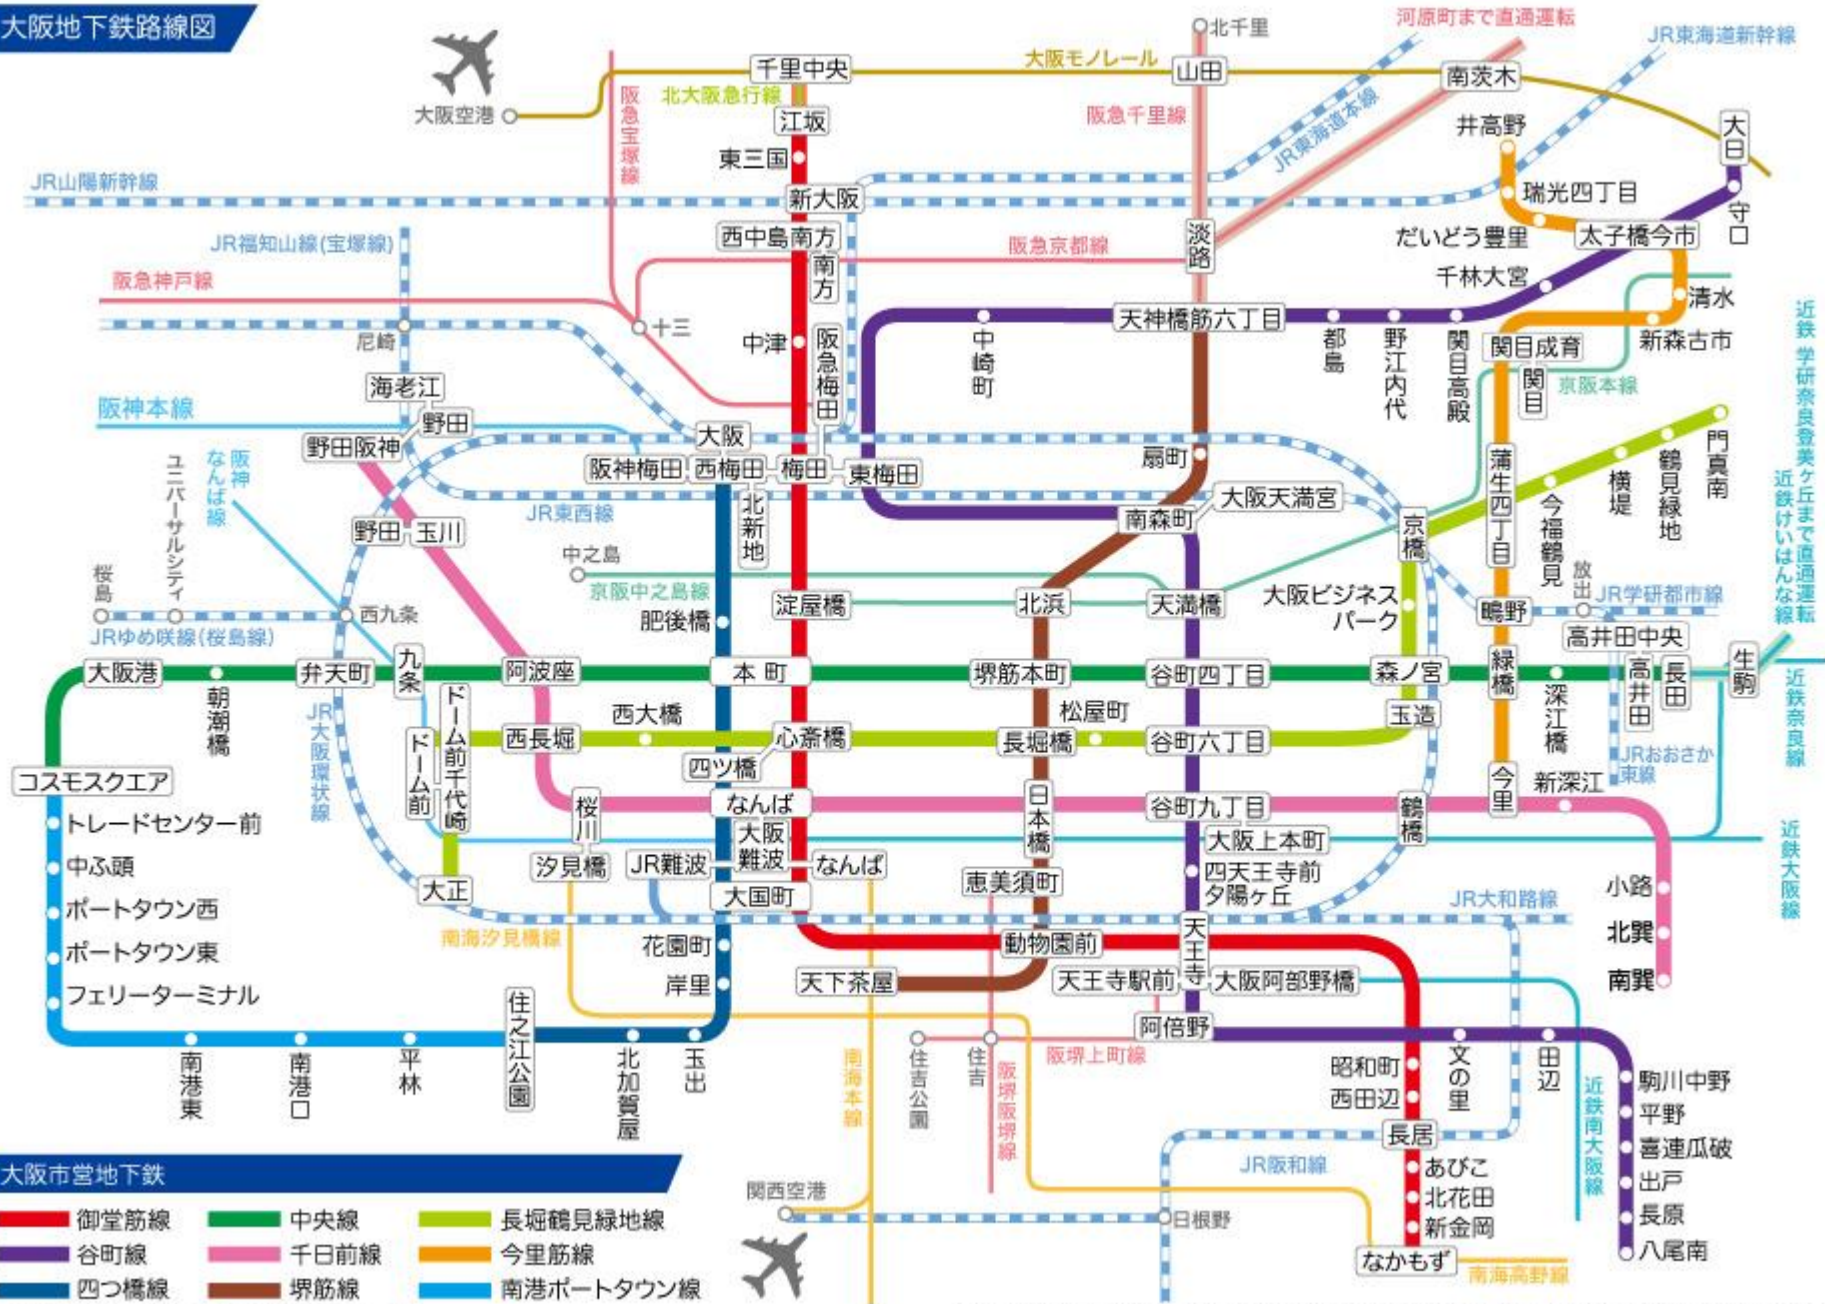 大阪地下鉄路線図
北千里
河原町まで直通運転
JR東海道新幹線
大阪モノレール
千里中央
山田
南茨木
北大阪急行線
阪急宝塚線
大阪空港
江坂
阪急千里線
JR東海道本線
井高野
大日
東三国
JR山陽新幹線
新大阪
瑞光四丁目
守口
JR福知山線(宝塚線)
西中島南方
南方
阪急京都線
淡路
だいどう豊里
太子橋今市
千林大宮
阪急神戸線
清水
十三
尼崎
中津
阪急梅田
中崎町
天神橋筋六丁目
都島
野江内代
関目高殿
関目成育
関目
新森古市
京阪本線
近鉄 学研奈良登美ケ丘まで直通運転
近鉄けいはんな線
海老江
阪神本線
野田
野田阪神
大阪
阪神梅田
西梅田
梅田
東梅田
北新地
扇町
蒲生四丁目
今福鶴見
横堤
鶴見緑地
門真南
ユニバーサルシティ
阪神なんば線
JR東西線
野田
玉川
南森町
大阪天満宮
京橋
中之島
京阪中之島線
桜島
西九条
JRゆめ咲線(桜島線)
肥後橋
淀屋橋
北浜
天満橋
大阪ビジネス
パーク
鴫野
放出
JR学研都市線
高井田中央
大阪港
朝潮橋
弁天町
九条
阿波座
本町
堺筋本町
谷町四丁目
森ノ宮
緑橋
深江橋
高井田
長田
生駒
近鉄奈良線
JR大阪環状線
ドーム前千代崎
ドーム前
西長堀
西大橋
四ツ橋
心斎橋
長堀橋
松屋町
谷町六丁目
玉造
JRおおさか
東線
コスモスクエア
トレードセンター前
中ふ頭
ポートタウン西
ポートタウン東
フェリーターミナル
桜川
なんば
日本橋
谷町九丁目
鶴橋
今里
新深江
大阪上本町
近鉄大阪線
大正
汐見橋
JR難波
大阪
難波
なんば
恵美須町
四天王寺前
夕陽ヶ丘
小路
北巽
南巽
大国町
JR大和路線
南海汐見橋線
花園町
岸里
動物園前
天王寺
天下茶屋
天王寺駅前
大阪阿部野橋
阿倍野
南港東
南港口
平林
住之江公園
北加賀屋
玉出
南海本線
住吉公園
住吉
阪堺上町線
阪堺阪堺線
昭和町
西田辺
文の里
田辺
近鉄南大阪線
駒川中野
平野
喜連瓜破
出戸
長原
八尾南
長居
あびこ
北花田
新金岡
なかもず
JR阪和線
関西空港
日根野
南海高野線
大阪市営地下鉄
御堂筋線
中央線
長堀鶴見緑地線
谷町線
千日前線
今里筋線
四つ橋線
堺筋線
南港ポートタウン線